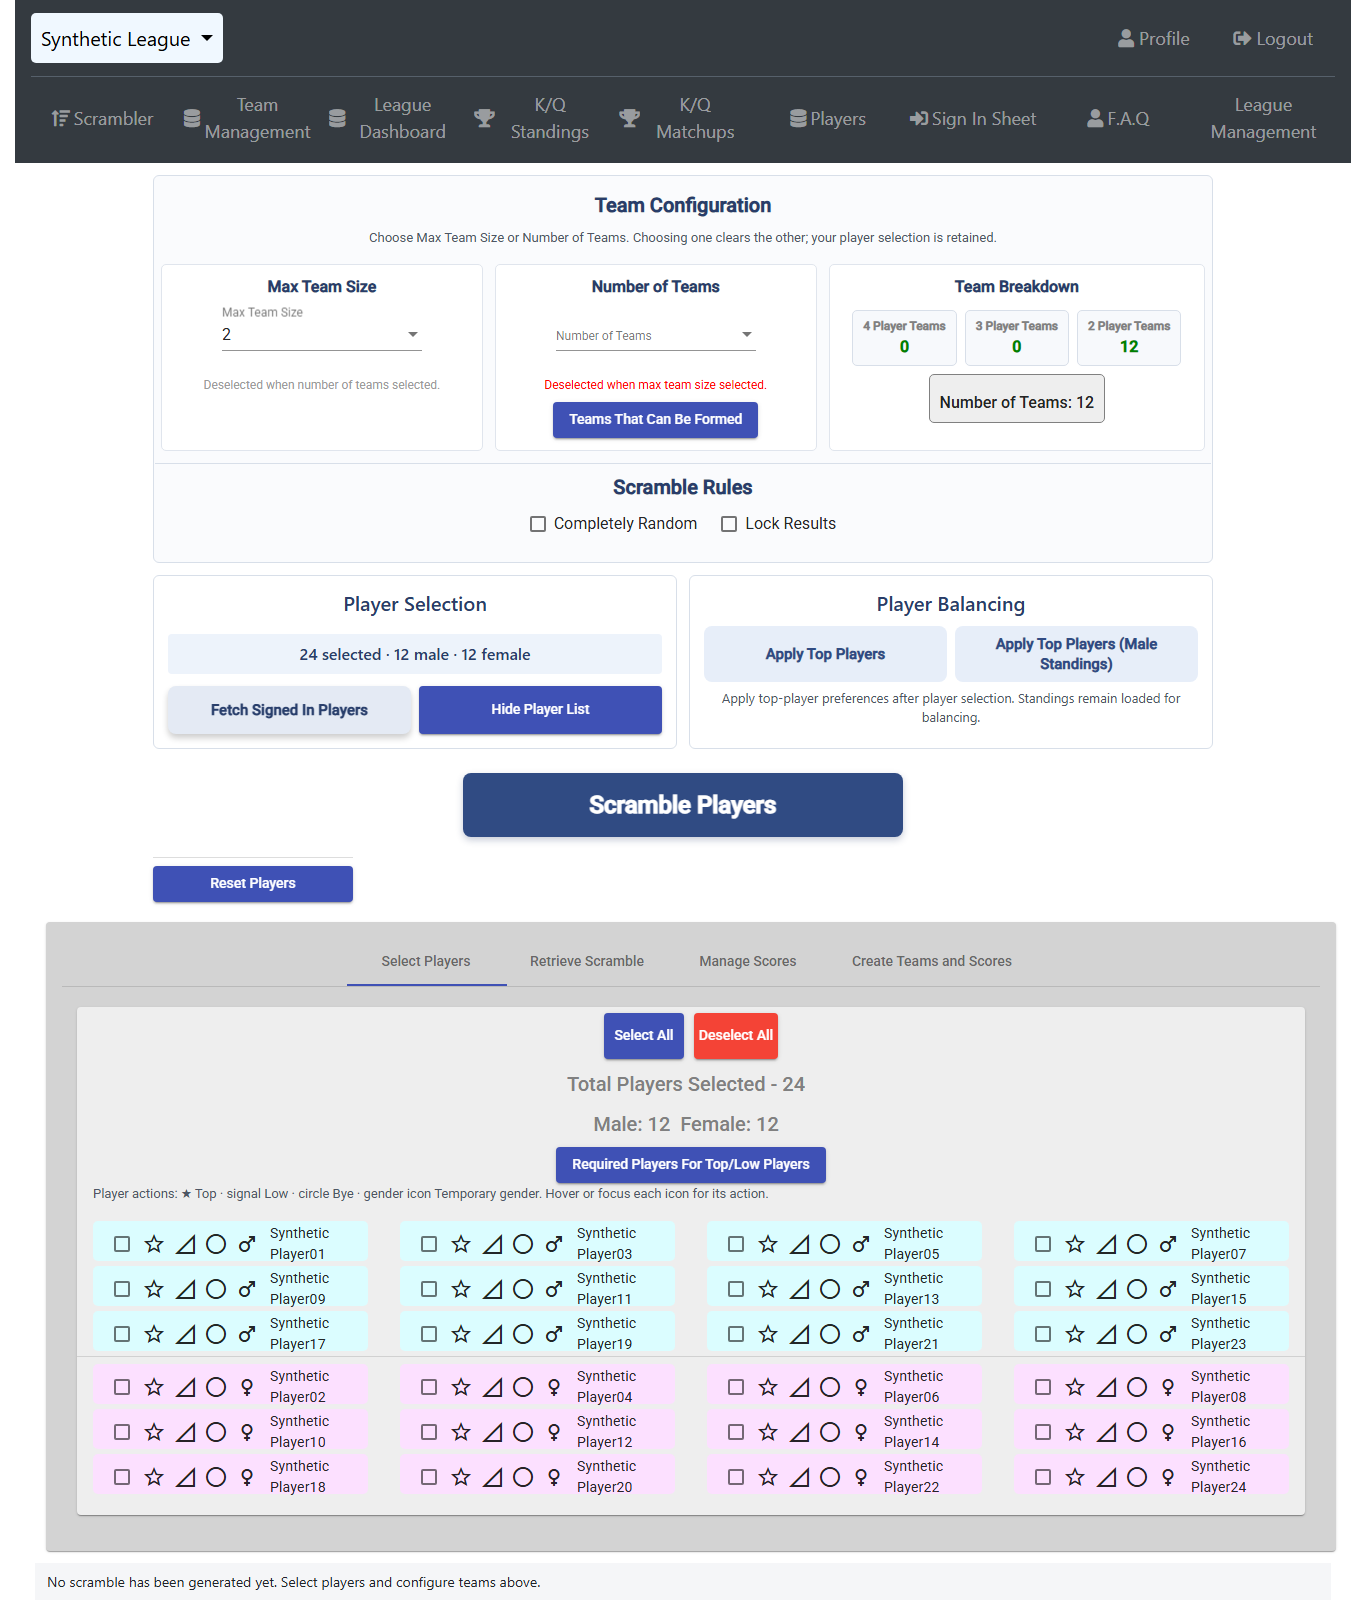 Synthetic League
Profile
Logout
Scrambler
Team Management
League Dashboard
K/Q Standings
K/Q Matchups
Players
Sign In Sheet
F.A.Q
League Management
Team Configuration
Choose Max Team Size or Number of Teams. Choosing one clears the other; your player selection is retained.
Max Team Size
Max Team Size
2
Deselected when number of teams selected.
Number of Teams
Number of Teams
Deselected when max team size selected.
Teams That Can Be Formed
Team Breakdown
4 Player Teams
0
3 Player Teams
0
2 Player Teams
12
Number of Teams: 12
Scramble Rules
Completely Random
Lock Results
Player Selection
24 selected · 12 male · 12 female
Fetch Signed In Players
Hide Player List
Player Balancing
Apply Top Players
Apply Top Players (Male
Standings)
Apply top-player preferences after player selection. Standings remain loaded for
balancing.
Scramble Players
Reset Players
Select Players
Retrieve Scramble
Manage Scores
Create Teams and Scores
Select All
Deselect All
Total Players Selected - 24
Male: 12 Female: 12
Required Players For Top/Low Players
Player actions: ★ Top · signal Low · circle Bye · gender icon Temporary gender. Hover or focus each icon for its action.
Synthetic
Player01
Synthetic
Player03
Synthetic
Player05
Synthetic
Player07
Synthetic
Player09
Synthetic
Player11
Synthetic
Player13
Synthetic
Player15
Synthetic
Player17
Synthetic
Player19
Synthetic
Player21
Synthetic
Player23
Synthetic
Player02
Synthetic
Player04
Synthetic
Player06
Synthetic
Player08
Synthetic
Player10
Synthetic
Player12
Synthetic
Player14
Synthetic
Player16
Synthetic
Player18
Synthetic
Player20
Synthetic
Player22
Synthetic
Player24
No scramble has been generated yet. Select players and configure teams above.